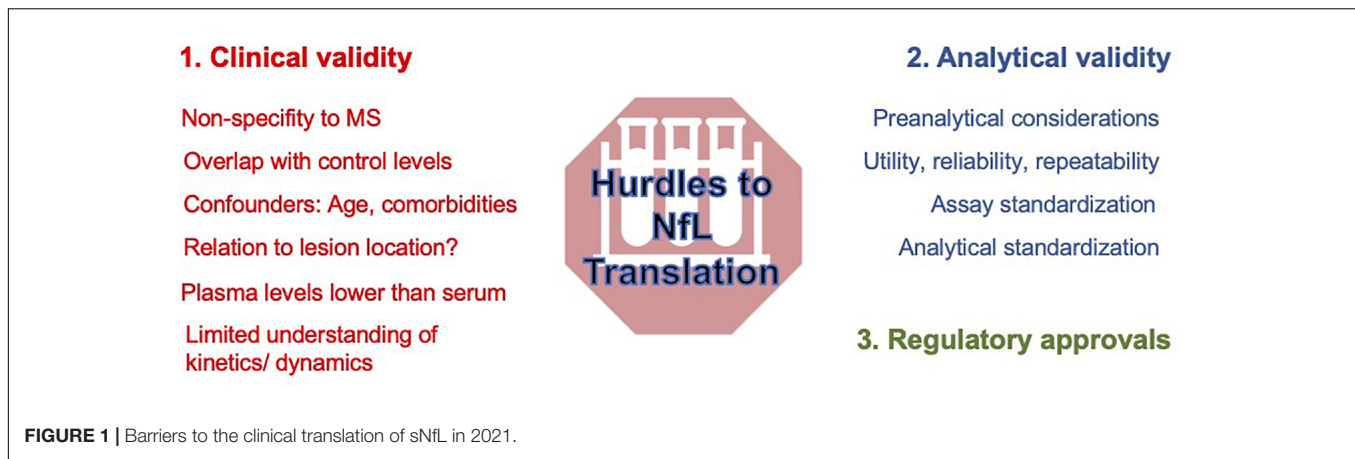 1. Clinical validity
Non-specifity to MS
Overlap with control levels
Confounders: Age, comorbidities
Relation to lesion location?
Plasma levels lower than serum
Limited understanding of
kinetics/ dynamics
Hurdles to
NfL
Translation
2. Analytical validity
Preanalytical considerations
Utility, reliability, repeatability
Assay standardization
Analytical standardization
3. Regulatory approvals
FIGURE 1 | Barriers to the clinical translation of sNfL in 2021.